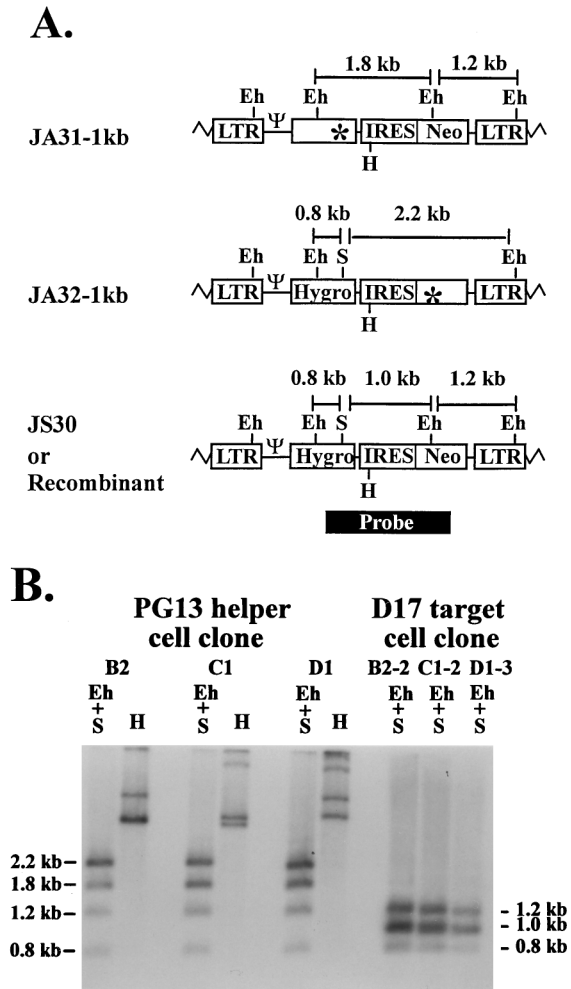 A.
1.8 kb 1.2 kb
Eh Eh Eh Eh
JA31-1kb LTR Ψ * IRES Neo LTR
H
0.8 kb 2.2 kb
Eh Eh S Eh
JA32-1kb LTR Ψ Hygro IRES * LTR
H
0.8 kb 1.0 kb 1.2 kb
JS30
or
Recombinant
Eh Eh S Eh Eh
LTR Ψ Hygro IRES Neo LTR
H
Probe
B.
PG13 helper
cell clone
D17 target
cell clone
B2 C1 D1 B2-2 C1-2 D1-3
Eh
+
S H Eh
+
S H Eh
+
S H Eh
+
S Eh
+
S Eh
+
S
2.2 kb
1.8 kb
1.2 kb
0.8 kb
- 1.2 kb
- 1.0 kb
- 0.8 kb